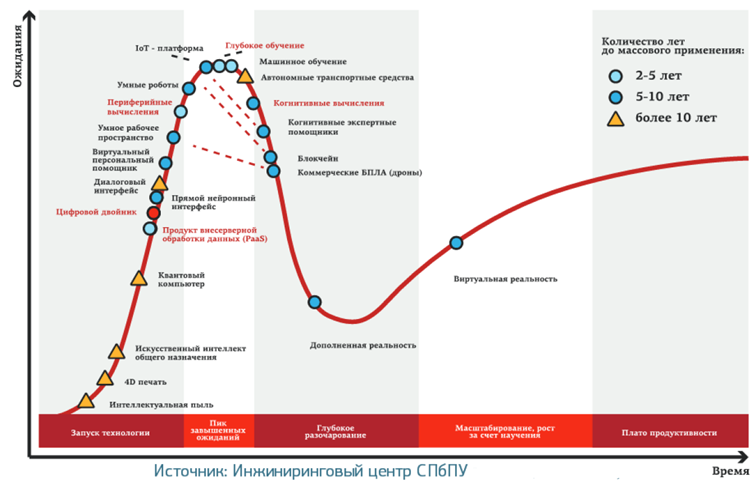 Ожидания
IoT - платформа
Глубокое обучение
Машинное обучение
Автономные транспортные средства
Умные роботы
Периферийные
вычисления
Когнитивные вычисления
Умное рабочее
пространство
Когнитивные экспертные
помощники
Виртуальный
персональный
помощник
Блокчейн
Коммерческие БПЛА (дроны)
Диалоговый
интерфейс
Прямой нейронный
интерфейс
Цифровой двойник
Продукт внесерверной
обработки данных (PaaS)
Квантовый
компьютер
Искусственный интеллект
общего назначения
4D печать
Интеллектуальная пыль
Дополненная реальность
Виртуальная реальность
Количество лет
до массового применения:
2-5 лет
5-10 лет
более 10 лет
Запуск технологии
Пик
завышенных
ожиданий
Глубокое
разочарование
Масштабирование, рост
за счет научения
Плато продуктивности
Время
Источник: Инжиниринговый центр СПбПУ